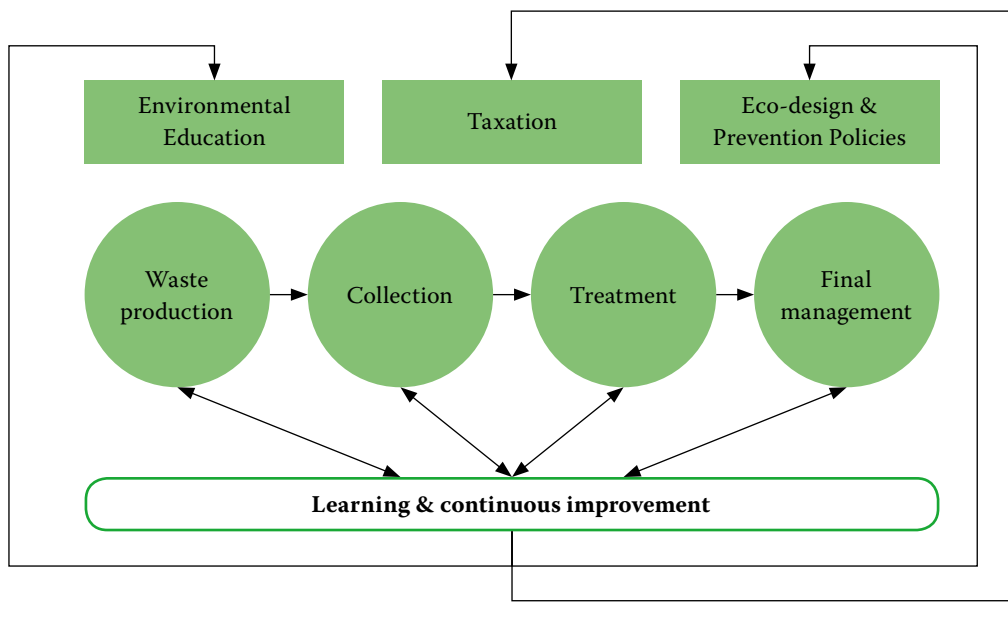 Environmental
Education
Taxation
Eco-design &
Prevention Policies
Waste
production
Collection
Treatment
Final
management
Learning & continuous improvement